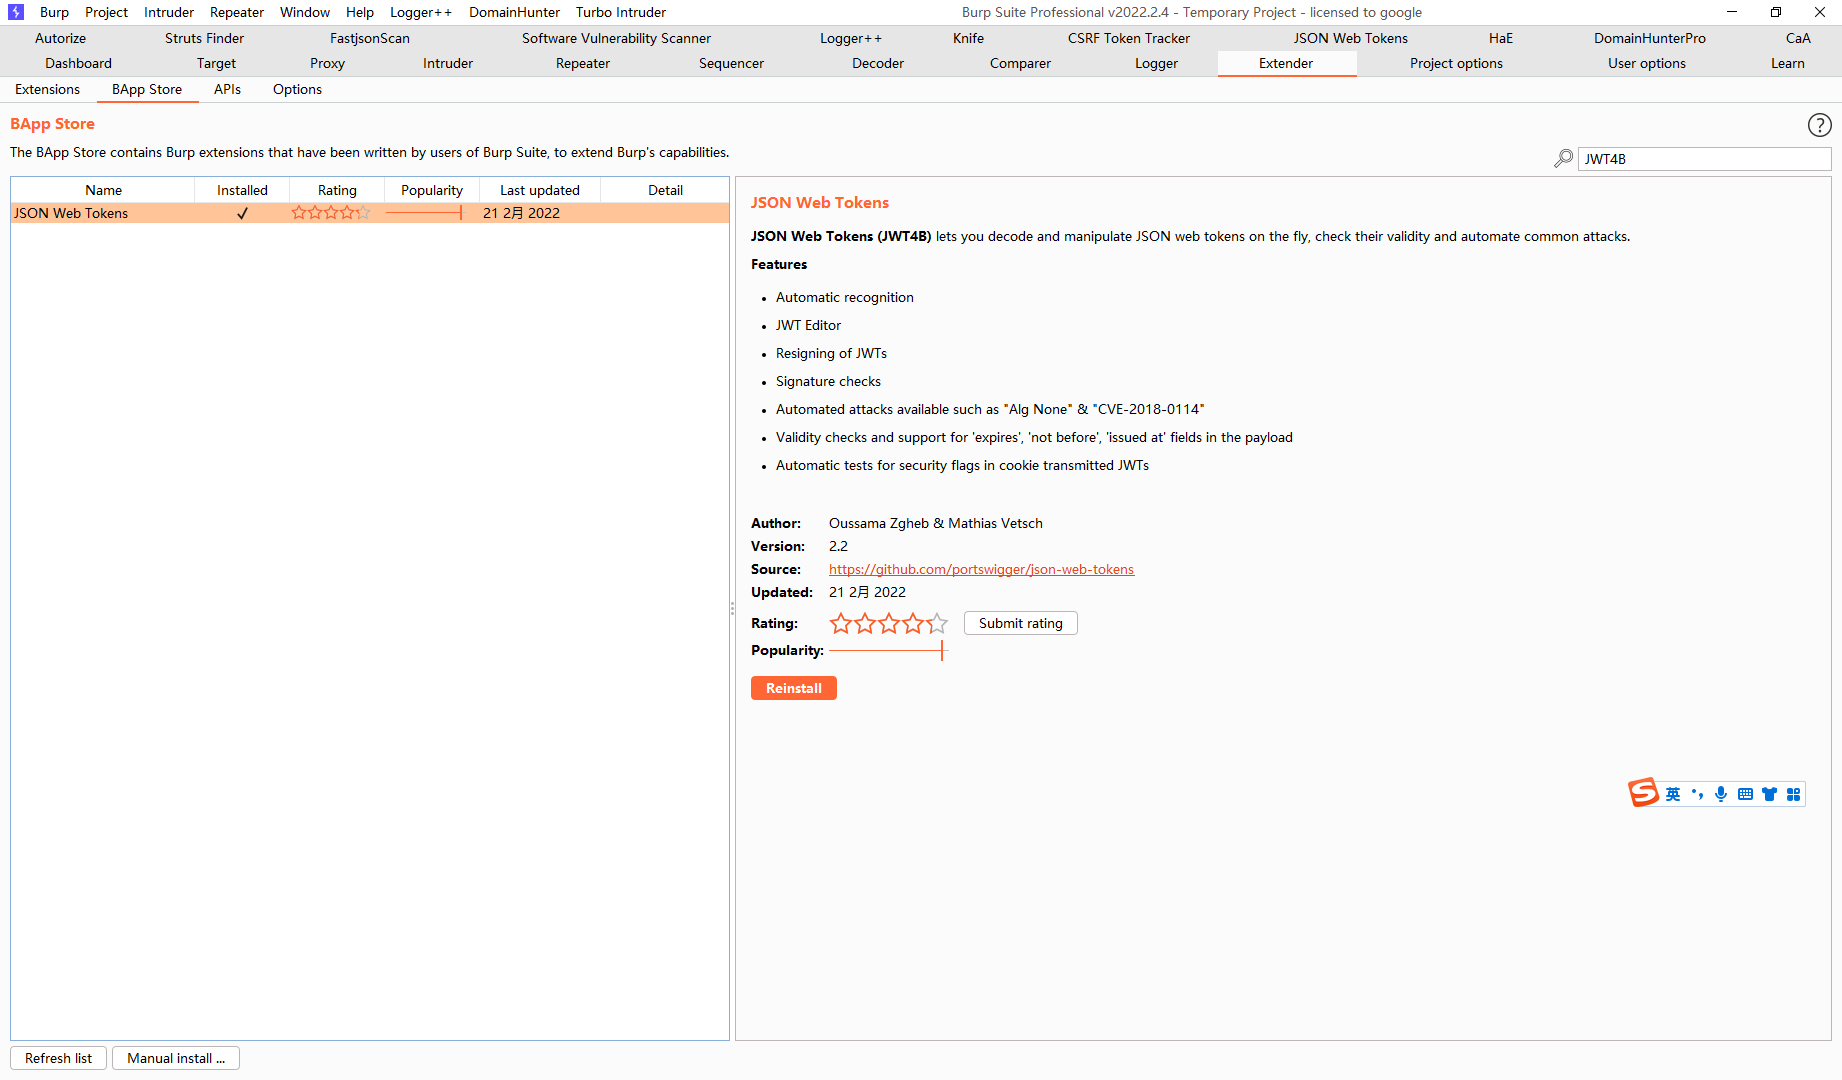 Burp Project Intruder Repeater Window Help Logger++ DomainHunter Turbo Intruder Burp Suite Professional v2022.2.4 - Temporary Project - licensed to google
Autorize Struts Finder FastjsonScan Software Vulnerability Scanner Logger++ Knife CSRF Token Tracker JSON Web Tokens HaE DomainHunterPro CaA
Dashboard Target Proxy Intruder Repeater Sequencer Decoder Comparer Logger Extender Project options User options Learn
Extensions BApp Store APIs Options
BApp Store
?
The BApp Store contains Burp extensions that have been written by users of Burp Suite, to extend Burp's capabilities.
JWT4B
Name Installed Rating Popularity Last updated Detail
JSON Web Tokens 21 2月 2022
JSON Web Tokens
JSON Web Tokens (JWT4B) lets you decode and manipulate JSON web tokens on the fly, check their validity and automate common attacks.
Features
• Automatic recognition
• JWT Editor
• Resigning of JWTs
• Signature checks
• Automated attacks available such as "Alg None" & "CVE-2018-0114"
• Validity checks and support for 'expires', 'not before', 'issued at' fields in the payload
• Automatic tests for security flags in cookie transmitted JWTs
Author: Oussama Zgheb & Mathias Vetsch
Version: 2.2
Source: https://github.com/portswigger/json-web-tokens
Updated: 21 2月 2022
Rating: Submit rating
Popularity:
Reinstall
S 英
Refresh list Manual install ...